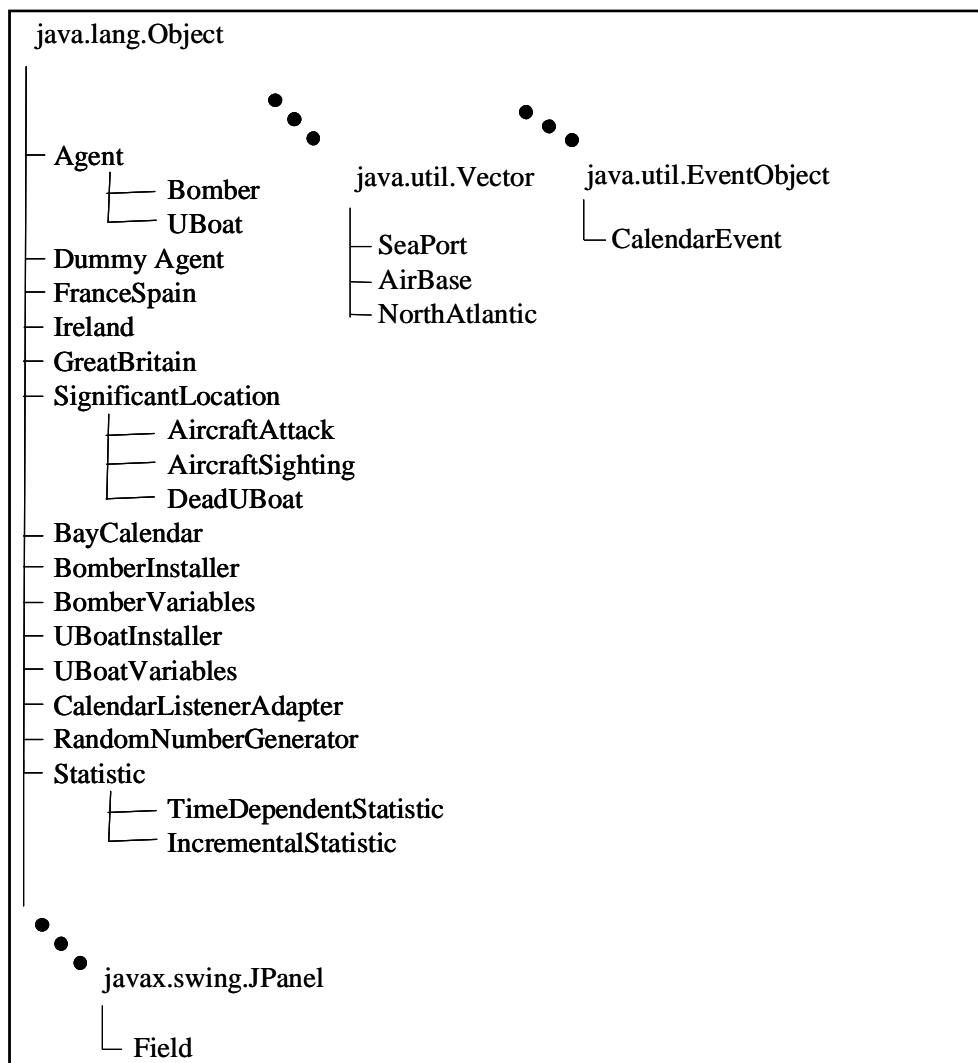 java.lang.Object
Agent
Bomber
UBoat
Dummy Agent
FranceSpain
Ireland
GreatBritain
SignificantLocation
AircraftAttack
AircraftSighting
DeadUBoat
BayCalendar
BomberInstaller
BomberVariables
UBoatInstaller
UBoatVariables
CalendarListenerAdapter
RandomNumberGenerator
Statistic
TimeDependentStatistic
IncrementalStatistic
java.util.Vector
SeaPort
AirBase
NorthAtlantic
java.util.EventObject
CalendarEvent
javax.swing.JPanel
Field